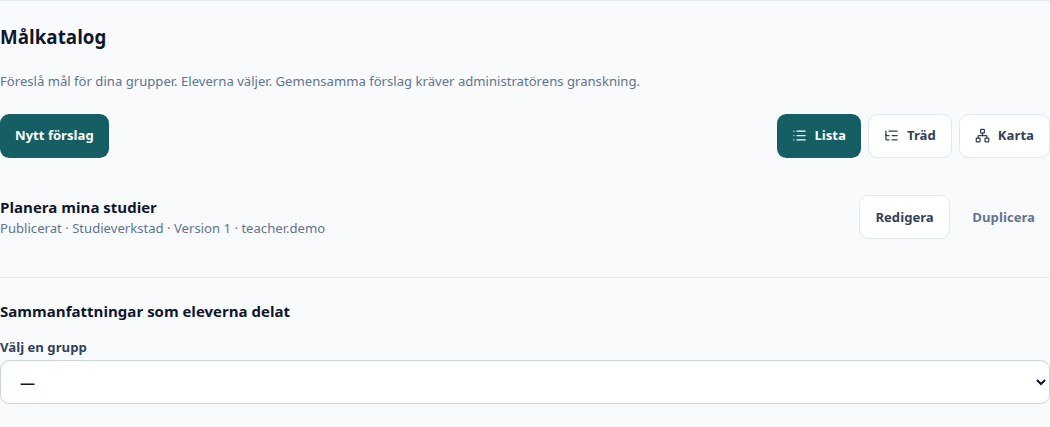 Målkatalog
Föreslå mål för dina grupper. Eleverna väljer. Gemensamma förslag kräver administratörens granskning.
Nytt förslag
Lista
Träd
Karta
Planera mina studier
Publicerat · Studieverkstad · Version 1 · teacher.demo
Redigera
Duplicera
Sammanfattningar som eleverna delat
Välj en grupp
—